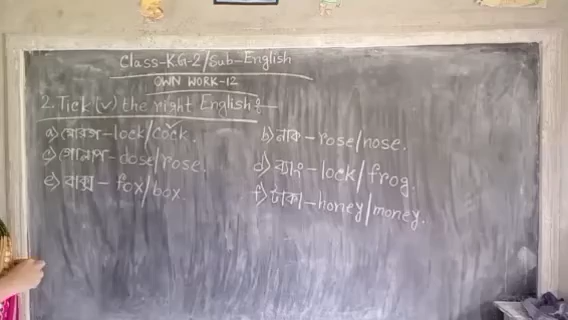 Class-KG-2/Sub-English
OWN WORK-12
2. Tick (✓) the right English:-
a) মোরগ - lock/cock. b) নাক - rose/nose.
c) গোলাপ - dose/rose. d) ব্যাং - lock/frog.
e) বাক্স - fox/box. f) টাকা - honey/money.